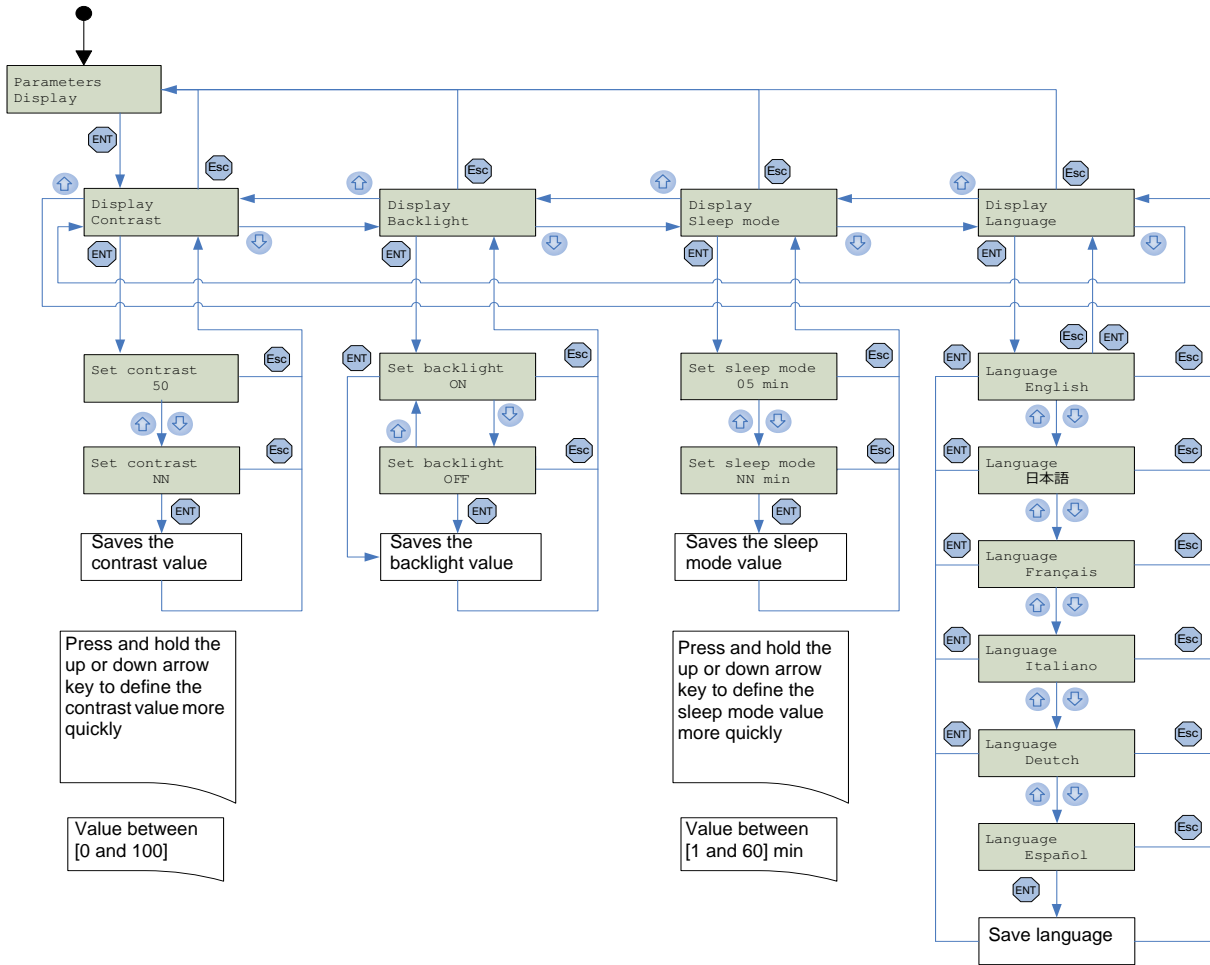 Parameters
Display
ENT
Esc
Esc
Esc
Esc
Display
Contrast
Display
Backlight
Display
Sleep mode
Display
Language
ENT
ENT
ENT
ENT
Esc
ENT
ENT
Esc
ENT
Esc
Esc
ENT
Esc
Set contrast
50
Set backlight
ON
Set sleep mode
05 min
Language
English
Esc
Esc
Esc
ENT
Esc
Set contrast
NN
Set backlight
OFF
Set sleep mode
NN min
Language
日本語
ENT
ENT
ENT
Saves the
contrast value
Saves the
backlight value
Saves the sleep
mode value
ENT
Esc
Language
Français
Press and hold the
up or down arrow
key to define the
contrast value more
quickly
Press and hold the
up or down arrow
key to define the
sleep mode value
more quickly
ENT
Esc
Language
Italiano
ENT
Esc
Language
Deutch
Value between
[0 and 100]
Value between
[1 and 60] min
Esc
Language
Español
ENT
Save language